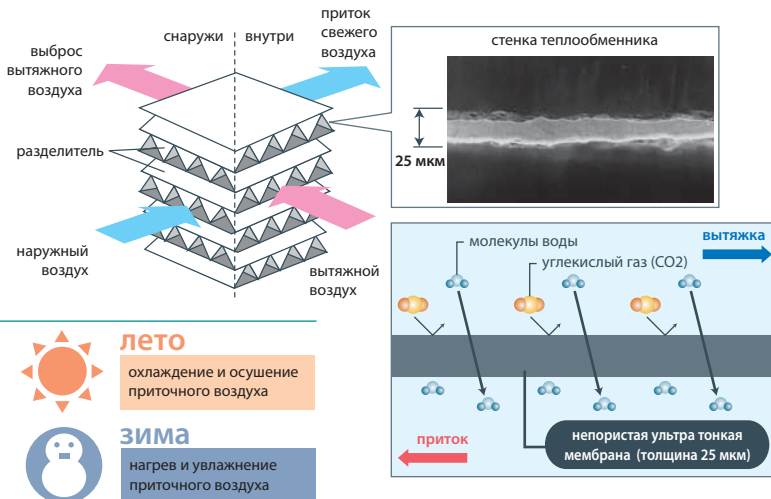 снаружи
внутри
приток
свежего
воздуха
выброс
вытяжного
воздуха
разделитель
наружный
воздух
вытяжной
воздух
стенка теплообменника
25 мкм
молекулы воды
углекислый газ (CO2)
вытяжка
приток
непористая ультра тонкая
мембрана (толщина 25 мкм)
лето
охлаждение и осушение
приточного воздуха
зима
нагрев и увлажнение
приточного воздуха